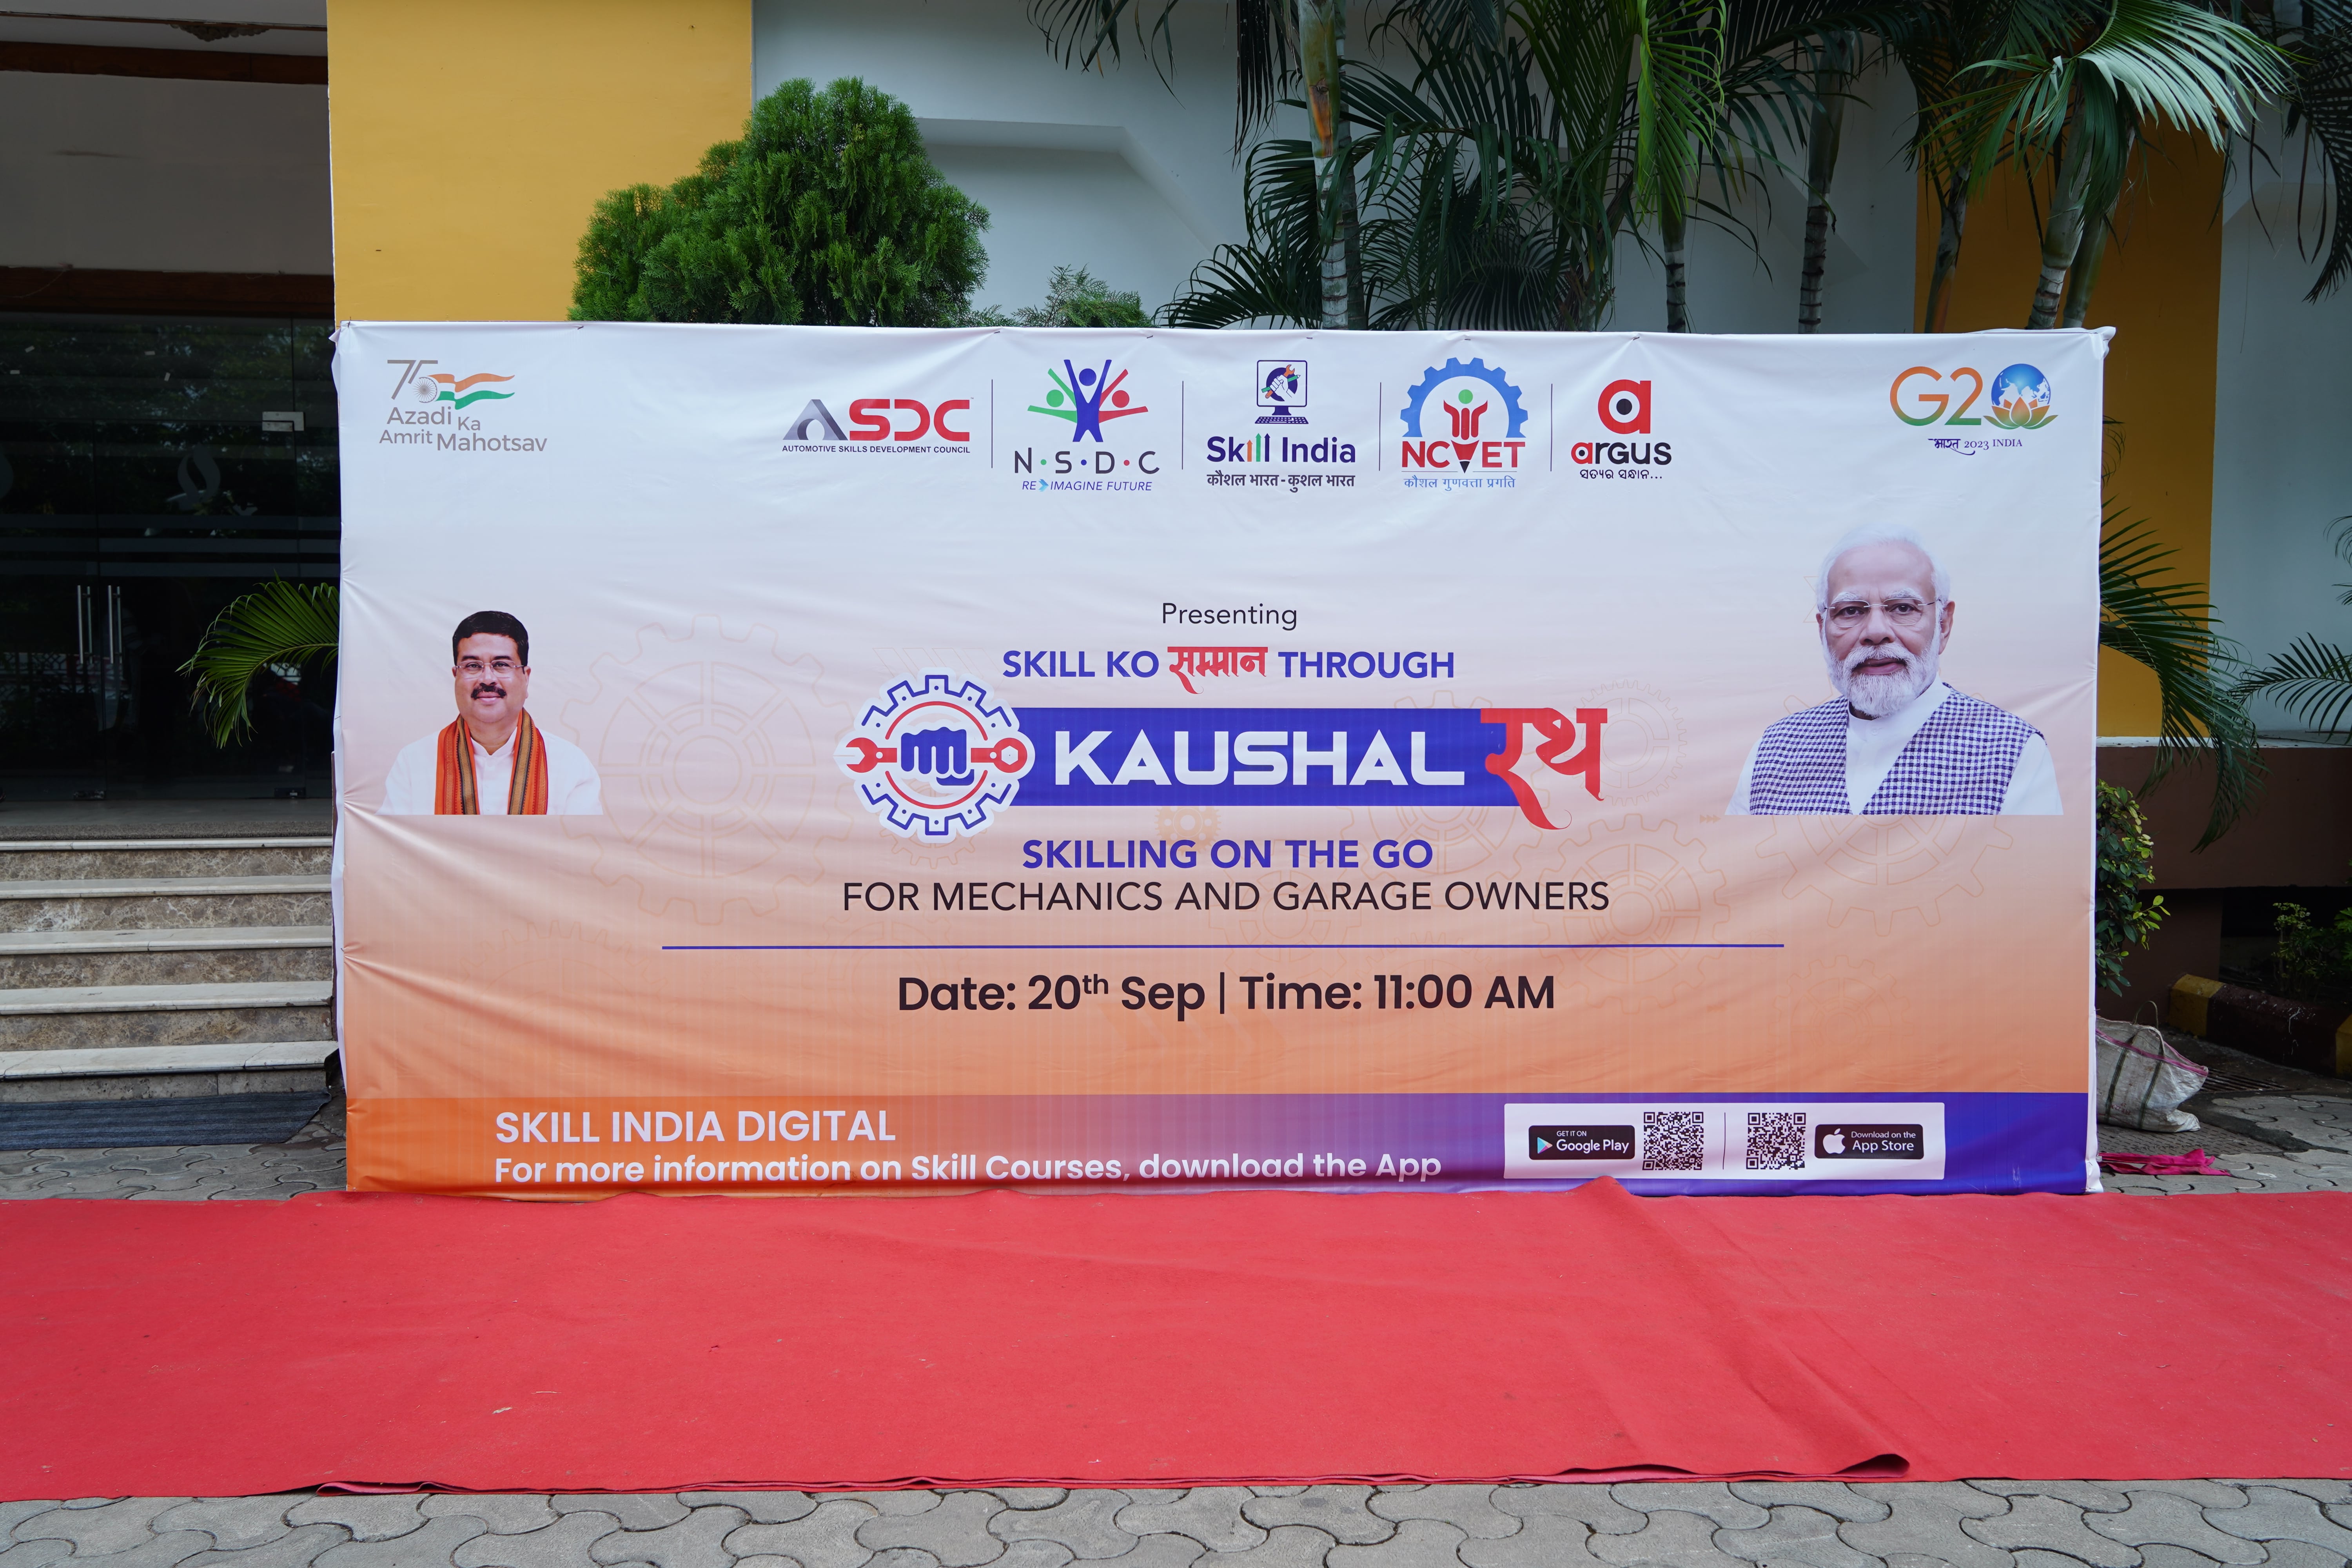 75
Azadi Ka
Amrit Mahotsav
ASDC
AUTOMOTIVE SKILLS DEVELOPMENT COUNCIL
N·S·D·C
RE IMAGINE FUTURE
Skill India
कौशल भारत - कुशल भारत
NCVET
कौशल गुणवत्ता प्रगति
a
argus
ସତ୍ୟର ସନ୍ଧାନ...
G20
भारत 2023 INDIA
Presenting
SKILL KO सम्मान THROUGH
KAUSHAL रथ
SKILLING ON THE GO
FOR MECHANICS AND GARAGE OWNERS
Date: 20th Sep | Time: 11:00 AM
SKILL INDIA DIGITAL
For more information on Skill Courses, download the App
GET IT ON
Google Play
Download on the
App Store